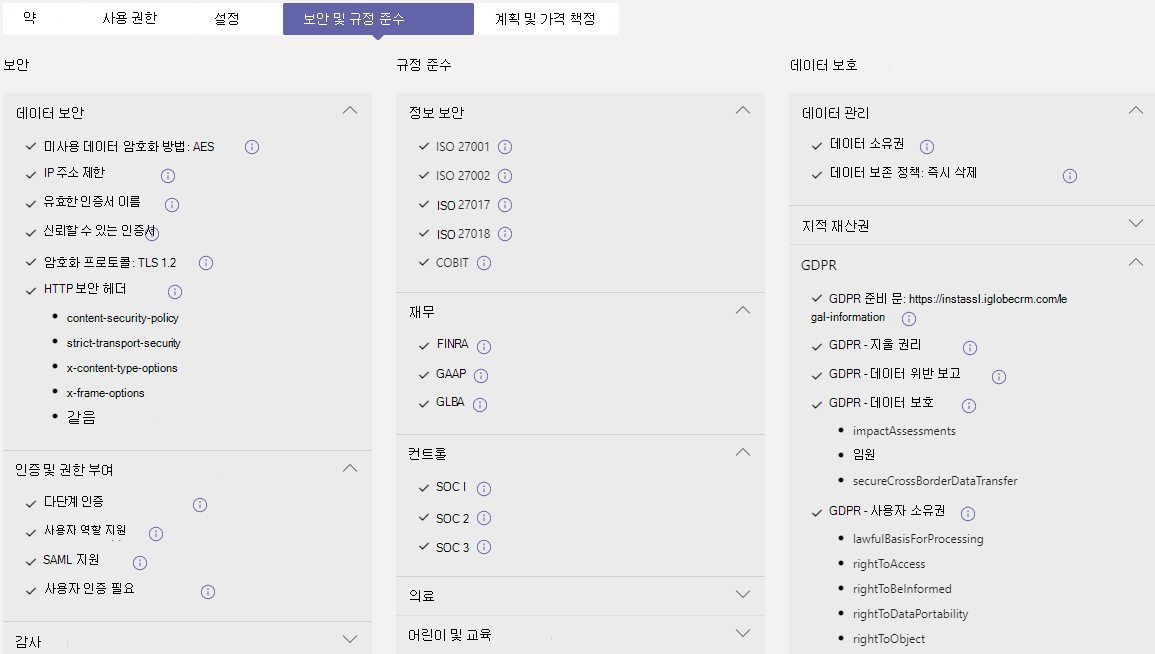 약
사용 권한
설정
보안 및 규정 준수
계획 및 가격 책정
보안
데이터 보안
미사용 데이터 암호화 방법: AES
IP 주소 제한
유효한 인증서 이름
신뢰할 수 있는 인증서
암호화 프로토콜: TLS 1.2
HTTP 보안 헤더
content-security-policy
strict-transport-security
x-content-type-options
x-frame-options
같음
인증 및 권한 부여
다단계 인증
사용자 역할 지원
SAML 지원
사용자 인증 필요
감사
규정 준수
정보 보안
ISO 27001
ISO 27002
ISO 27017
ISO 27018
COBIT
재무
FINRA
GAAP
GLBA
컨트롤
SOC I
SOC 2
SOC 3
의료
어린이 및 교육
데이터 보호
데이터 관리
데이터 소유권
데이터 보존 정책: 즉시 삭제
지적 재산권
GDPR
GDPR 준비 문: https://instassl.iglobecrm.com/le
gal-information
GDPR - 지울 권리
GDPR - 데이터 위반 보고
GDPR - 데이터 보호
impactAssessments
임원
secureCrossBorderDataTransfer
GDPR - 사용자 소유권
lawfulBasisForProcessing
rightToAccess
rightToBeInformed
rightToDataPortability
rightToObject